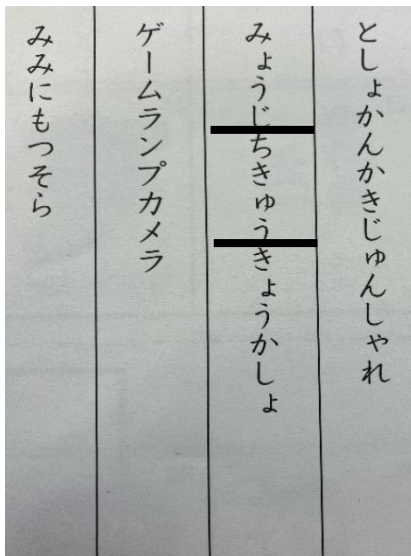 としょかんかきじゅんしゃれ
みょうじちきゅうきょうかしょ
ゲームランプカメラ
みみにもつそら